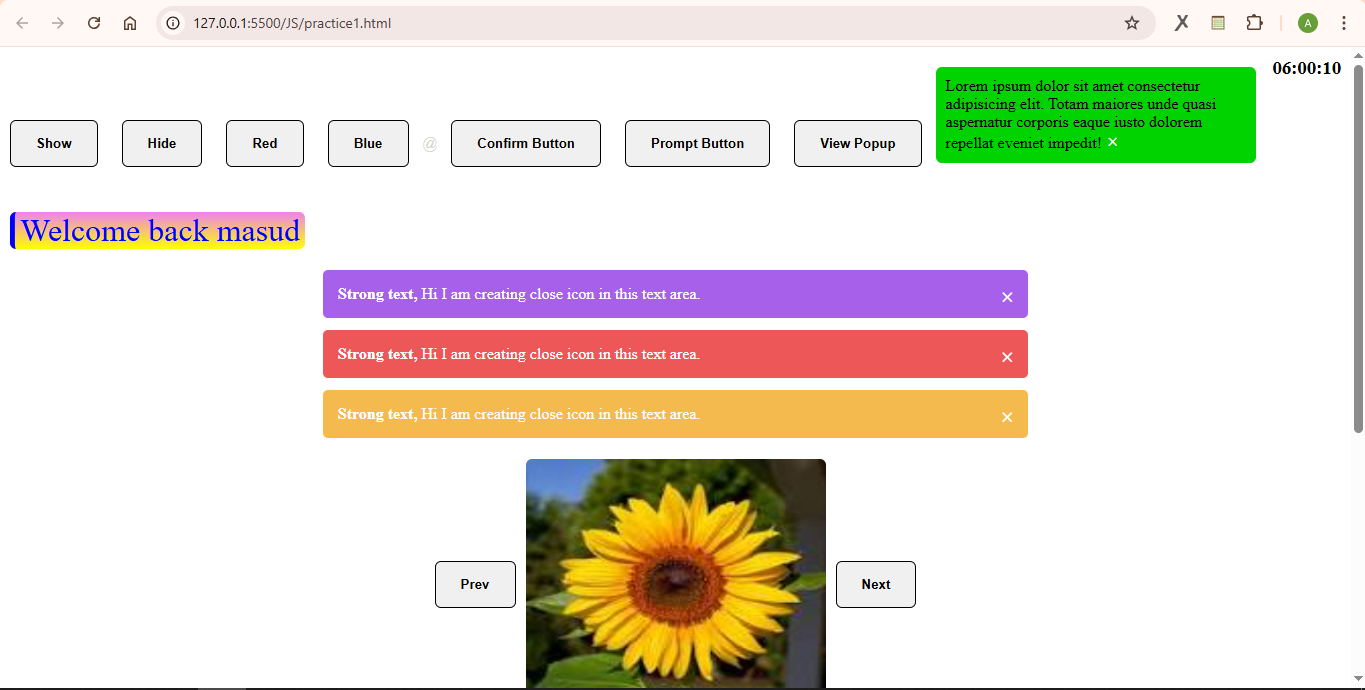 127.0.0.1:5500/JS/practice1.html
X
A
06:00:10
Lorem ipsum dolor sit amet consectetur
adipisicing elit. Totam maiores unde quasi
aspernatur corporis eaque iusto dolorem
repellat eveniet impedit! ×
Show Hide Red Blue @ Confirm Button Prompt Button View Popup
Welcome back masud
Strong text, Hi I am creating close icon in this text area. ×
Strong text, Hi I am creating close icon in this text area. ×
Strong text, Hi I am creating close icon in this text area. ×
Prev Next